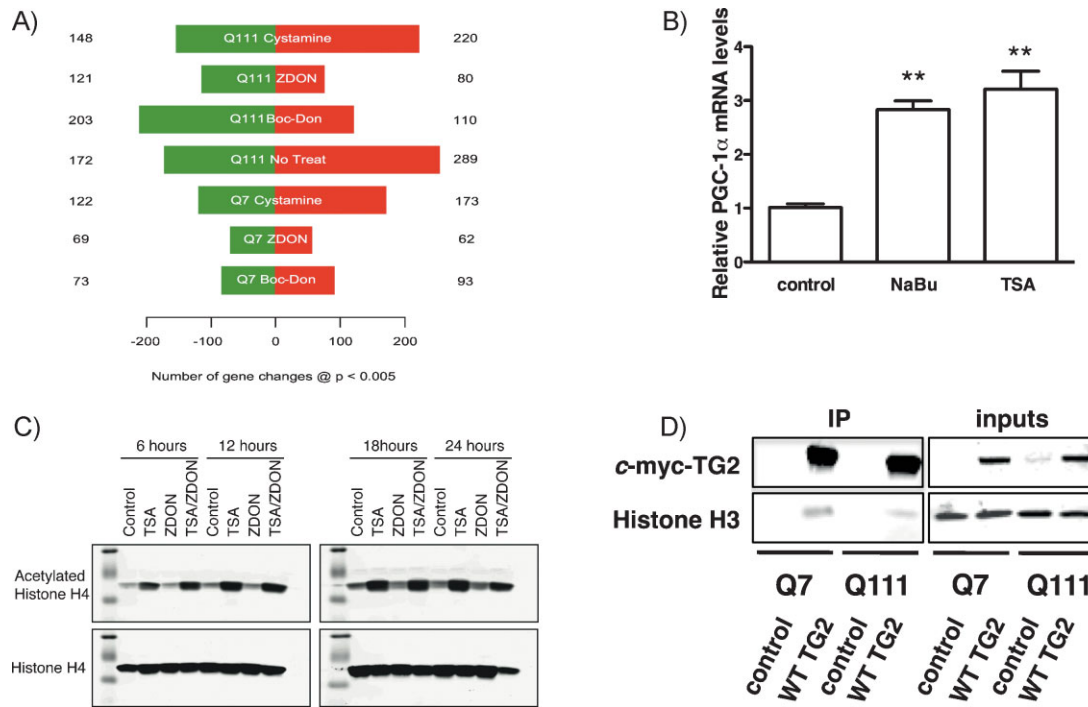 A)
148 Q111 Cystamine 220
121 Q111 ZDON 80
203 Q111Boc-Don 110
172 Q111 No Treat 289
122 Q7 Cystamine 173
69 Q7 ZDON 62
73 Q7 Boc-Don 93
-200 -100 0 100 200
Number of gene changes @ p < 0.005
B)
Relative PGC-1α mRNA levels
4
3
2
1
0
** **
control NaBu TSA
C)
6 hours 12 hours 18hours 24 hours
Control TSA ZDON TSA/ZDON Control TSA ZDON TSA/ZDON Control TSA ZDON TSA/ZDON Control TSA ZDON TSA/ZDON
Acetylated
Histone H4
Histone H4
D)
IP inputs
c-myc-TG2
Histone H3
Q7 Q111 Q7 Q111
control WT TG2 control WT TG2 control WT TG2 control WT TG2